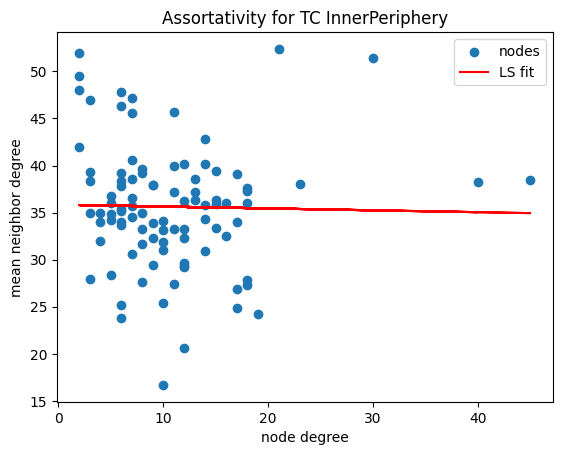 Assortativity for TC InnerPeriphery
nodes
LS fit
mean neighbor degree
50
45
40
35
30
25
20
15
0
10
20
30
40
node degree